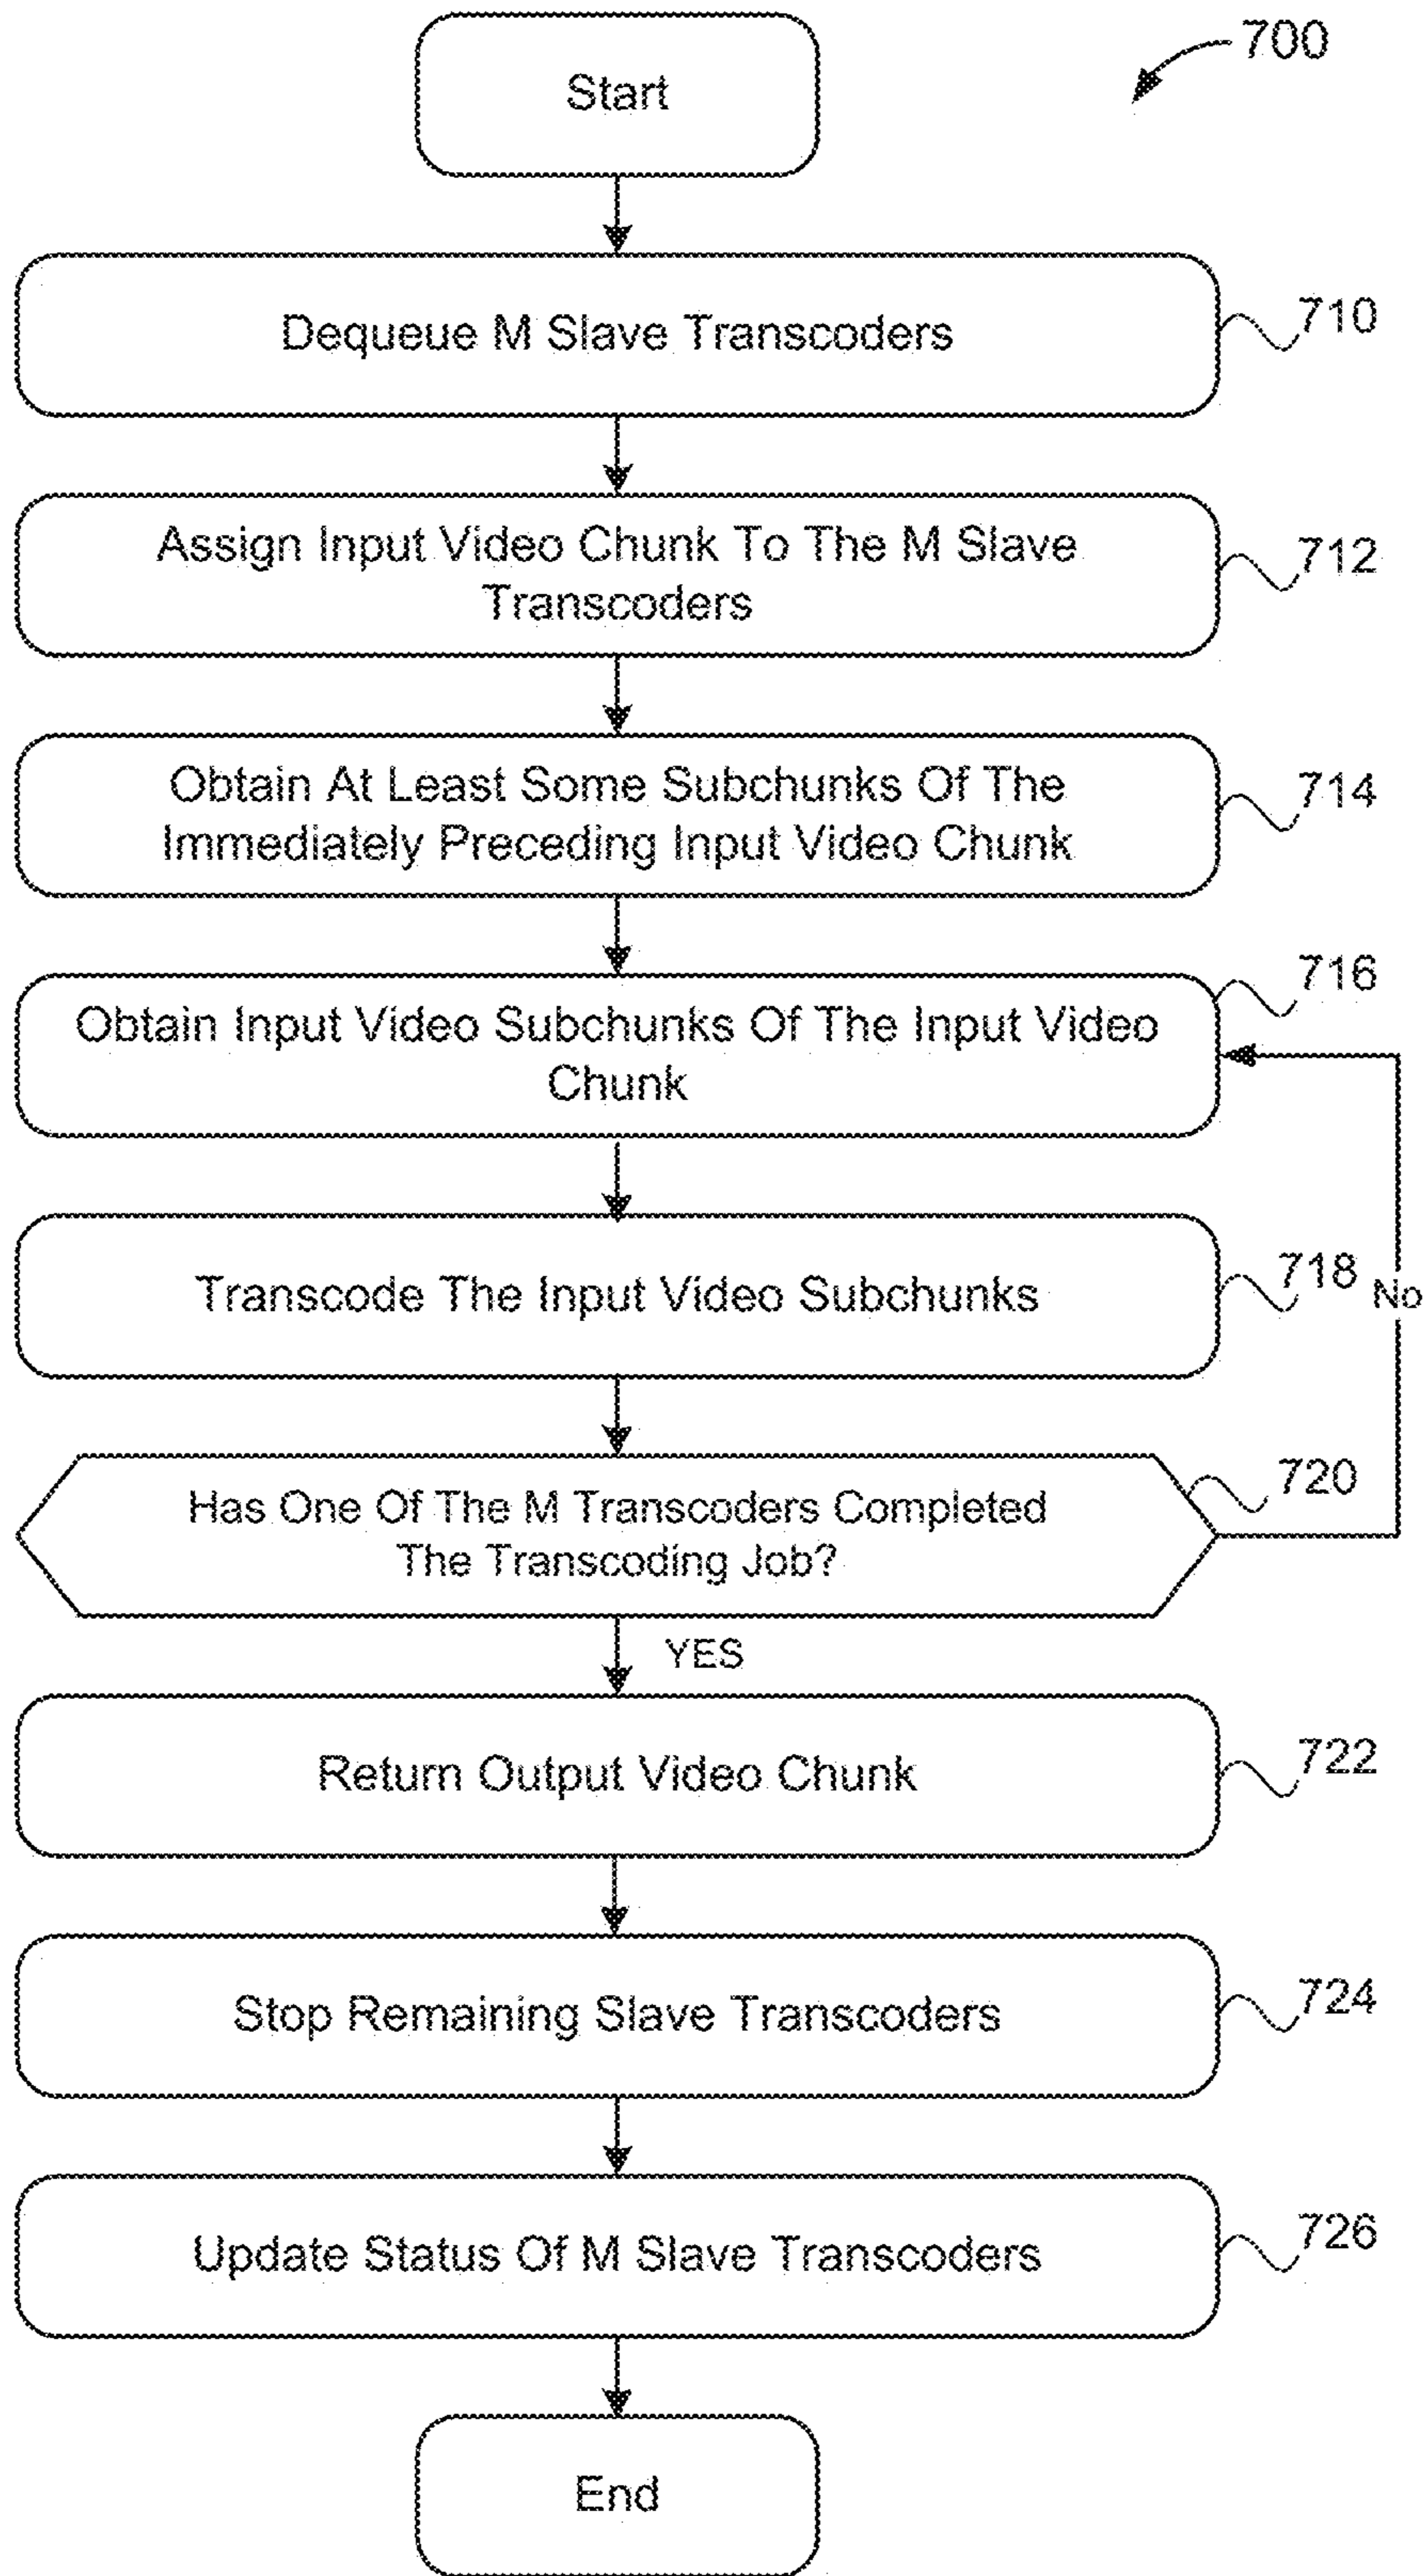 700
Start
Dequeue M Slave Transcoders
710
Assign Input Video Chunk To The M Slave
Transcoders
712
Obtain At Least Some Subchunks Of The
Immediately Preceding Input Video Chunk
714
716
Obtain Input Video Subchunks Of The Input Video
Chunk
Transcode The Input Video Subchunks
718
No
Has One Of The M Transcoders Completed
The Transcoding Job?
720
YES
Return Output Video Chunk
722
Stop Remaining Slave Transcoders
724
Update Status Of M Slave Transcoders
726
End